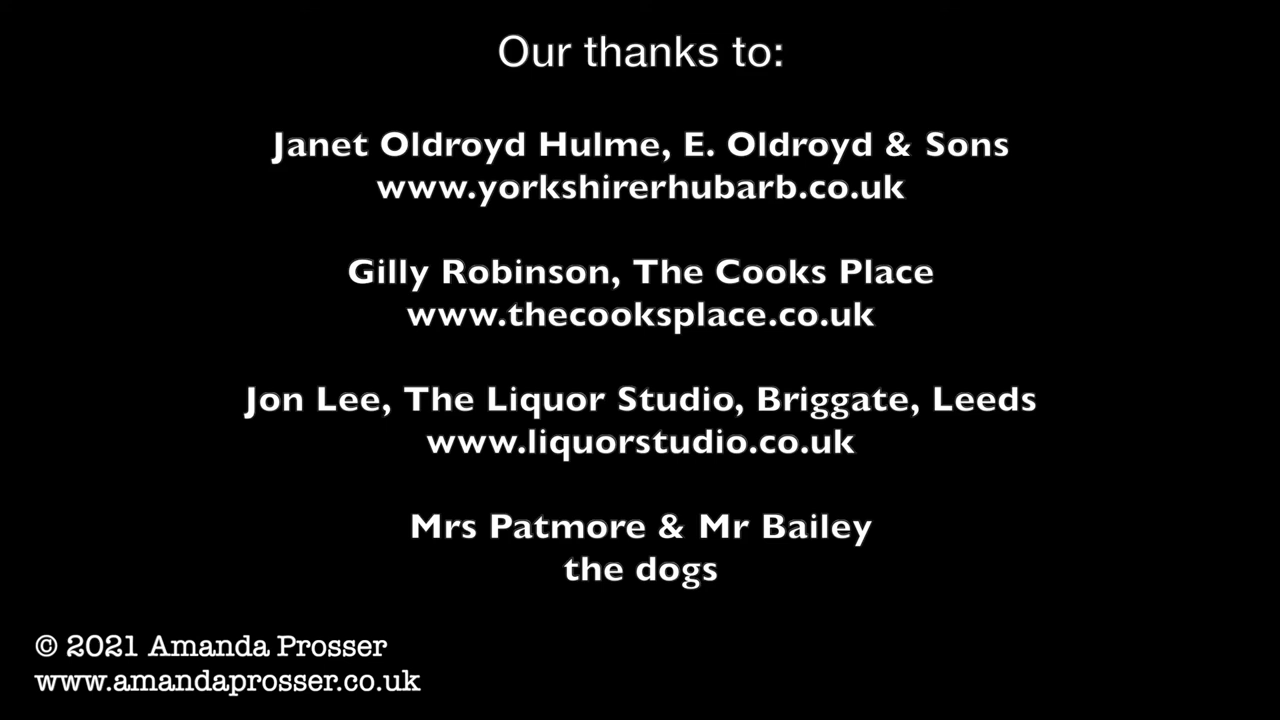 Our thanks to:
Janet Oldroyd Hulme, E. Oldroyd & Sons
www.yorkshirerhubarb.co.uk
Gilly Robinson, The Cooks Place
www.thecooksplace.co.uk
Jon Lee, The Liquor Studio, Briggate, Leeds
www.liquorstudio.co.uk
Mrs Patmore & Mr Bailey
the dogs
© 2021 Amanda Prosser
www.amandaprosser.co.uk